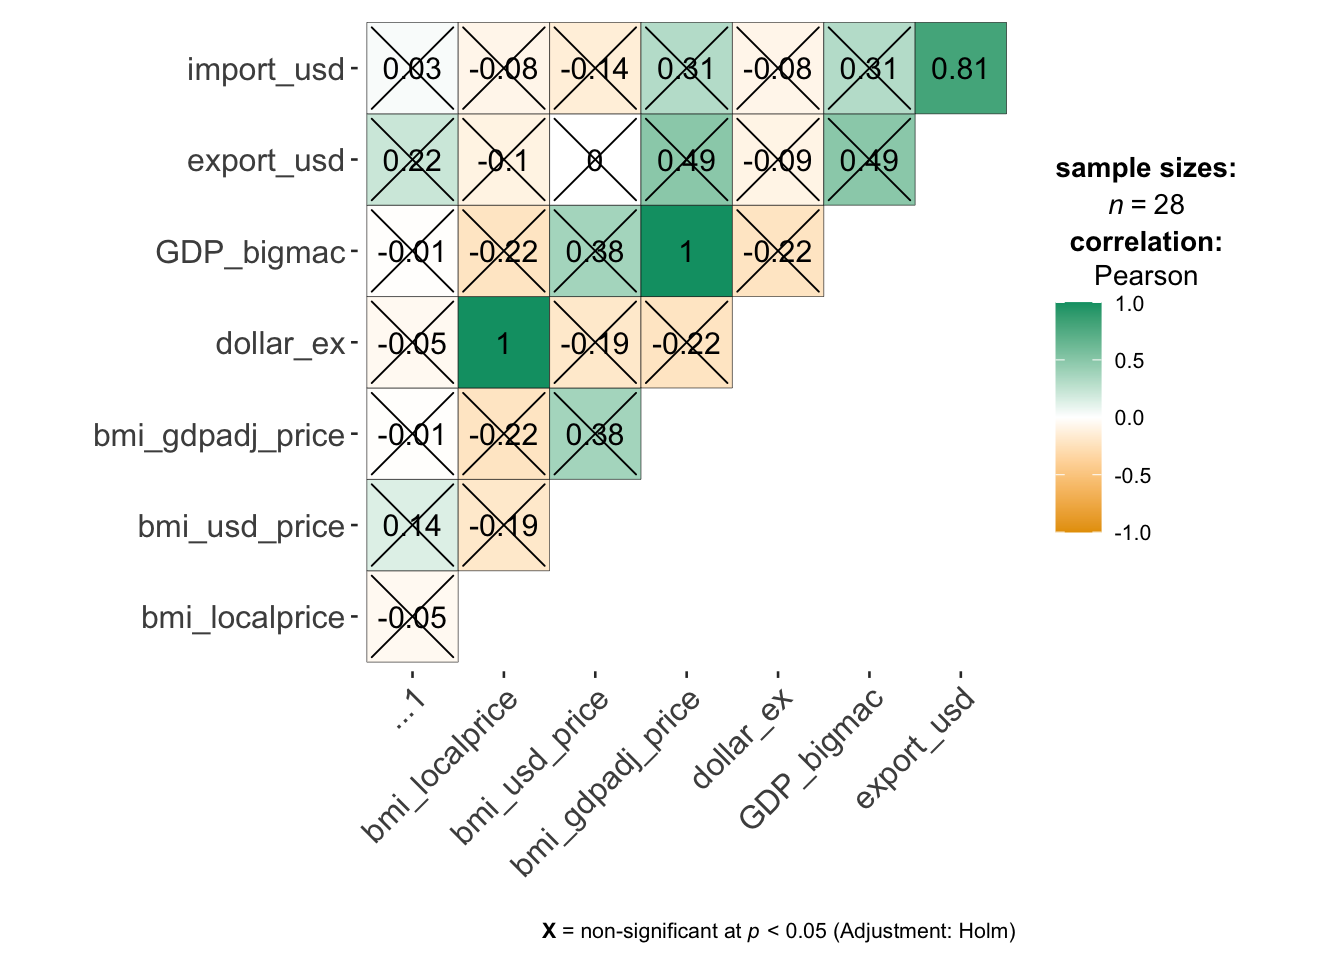 import_usd 0.03 -0.08 -0.14 0.31 -0.08 0.31 0.81
export_usd 0.22 -0.1 0 0.49 -0.09 0.49
GDP_bigmac -0.01 -0.22 0.38 1 -0.22
dollar_ex -0.05 1 -0.19 -0.22
bmi_gdpadj_price -0.01 -0.22 0.38
bmi_usd_price 0.14 -0.19
bmi_localprice -0.05
...1
bmi_localprice
bmi_usd_price
bmi_gdpadj_price
dollar_ex
GDP_bigmac
export_usd
sample sizes:
n = 28
correlation:
Pearson
1.0
0.5
0.0
-0.5
-1.0
X = non-significant at p < 0.05 (Adjustment: Holm)